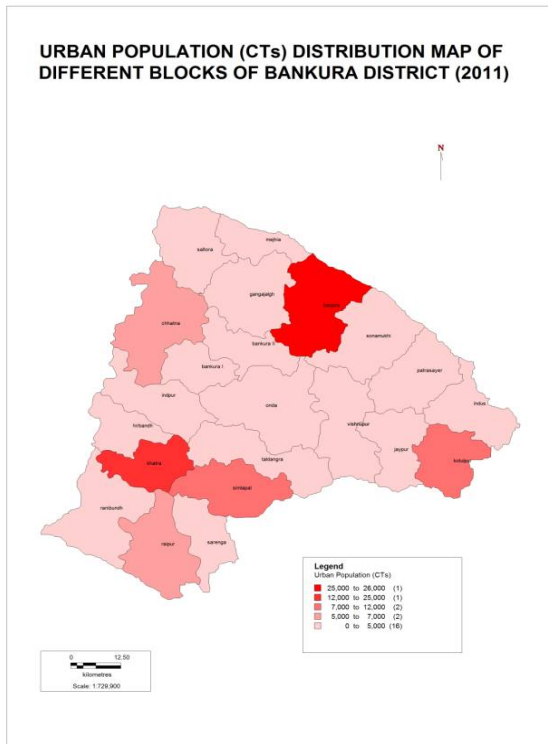 URBAN POPULATION (CTs) DISTRIBUTION MAP OF
DIFFERENT BLOCKS OF BANKURA DISTRICT (2011)
N
mejhia
saltora
gangajalgh
chhatna
sonamukhi
bankura II
bankura I
patrasayer
indpur
onda
indus
vishnupur
hirbandh
jaypur
kotulpur
taldangra
khatra
simlapal
ranibundh
raipur
sarenga
Legend
Urban Population (CTs)
25,000 to 26,000 (1)
12,000 to 25,000 (1)
7,000 to 12,000 (2)
5,000 to 7,000 (2)
0 to 5,000 (16)
0 12.50
kilometres
Scale: 1:729,900